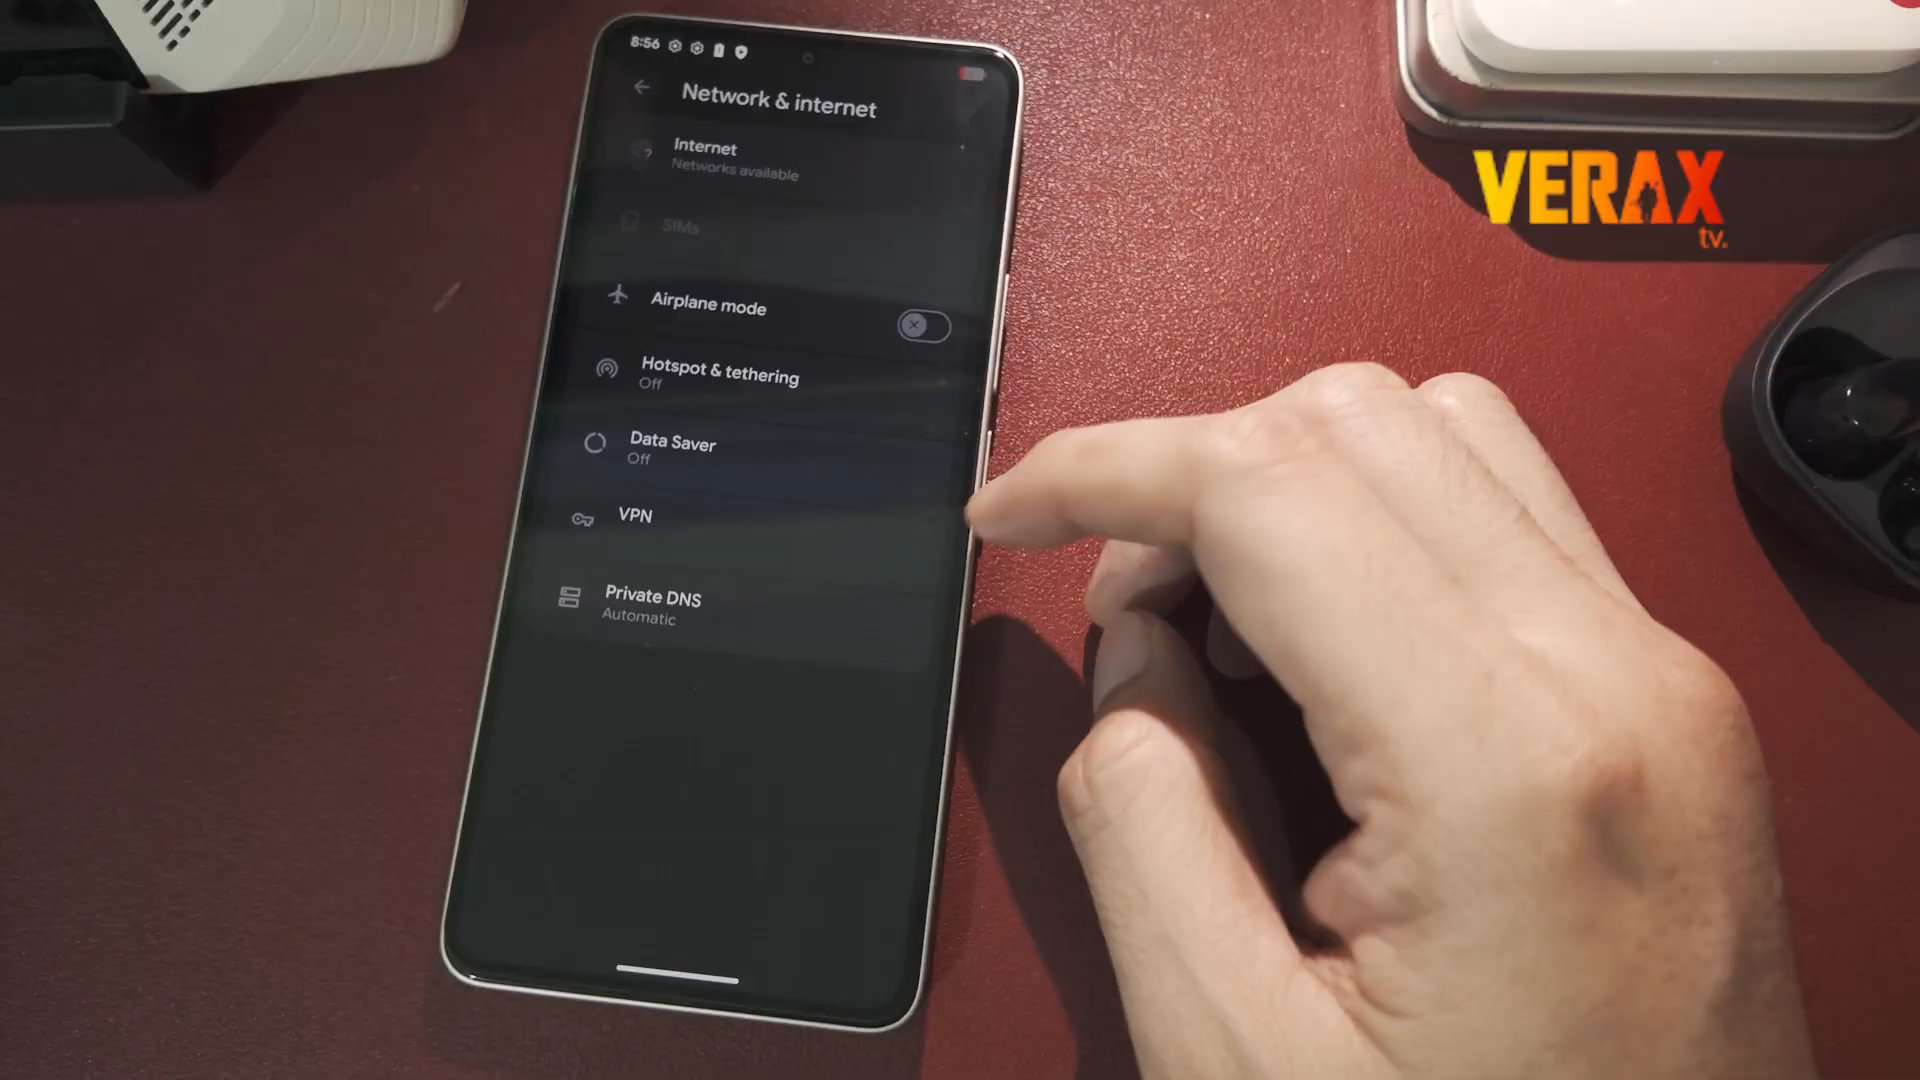 8:56
Network & internet
Internet
Networks available
SIMs
Airplane mode
Hotspot & tethering
Off
Data Saver
Off
VPN
Private DNS
Automatic
VERAX
tv.